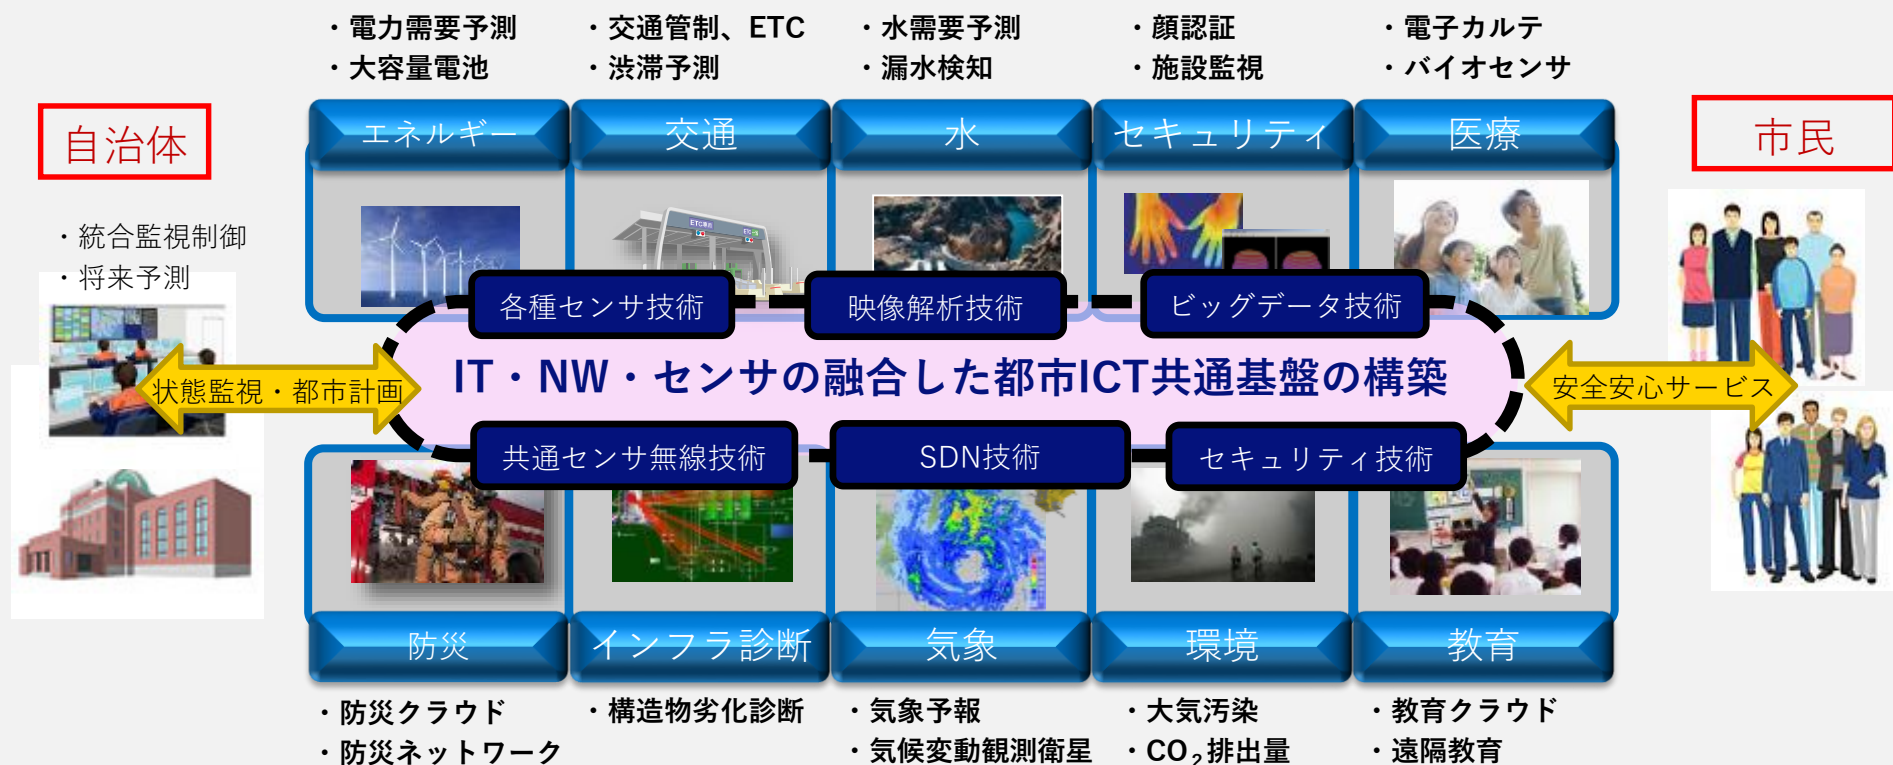 ・電力需要予測
・大容量電池
・交通管制、ETC
・渋滞予測
・水需要予測
・漏水検知
・顔認証
・施設監視
・電子カルテ
・バイオセンサ
自治体
・統合監視制御
・将来予測
エネルギー
交通
水
セキュリティ
医療
市民
各種センサ技術
映像解析技術
ビッグデータ技術
状態監視・都市計画
IT・NW・センサの融合した都市ICT共通基盤の構築
安全安心サービス
共通センサ無線技術
SDN技術
セキュリティ技術
防災
インフラ診断
気象
環境
教育
・防災クラウド
・防災ネットワーク
・構造物劣化診断
・気象予報
・気候変動観測衛星
・大気汚染
・CO₂排出量
・教育クラウド
・遠隔教育